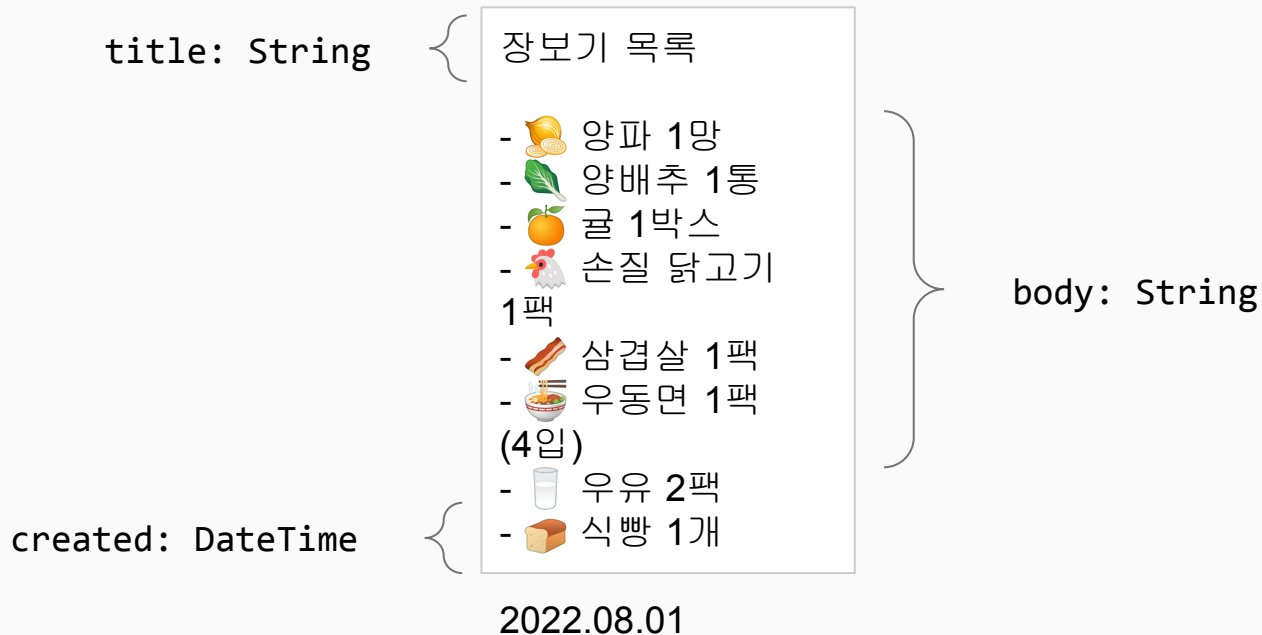 title: String
장보기 목록
- 🧅 양파 1망
- 🥬 양배추 1통
- 🍊 귤 1박스
- 🐔 손질 닭고기
1팩
- 🥓 삼겹살 1팩
- 🍜 우동면 1팩
(4입)
- 🥛 우유 2팩
- 🍞 식빵 1개
body: String
created: DateTime
2022.08.01